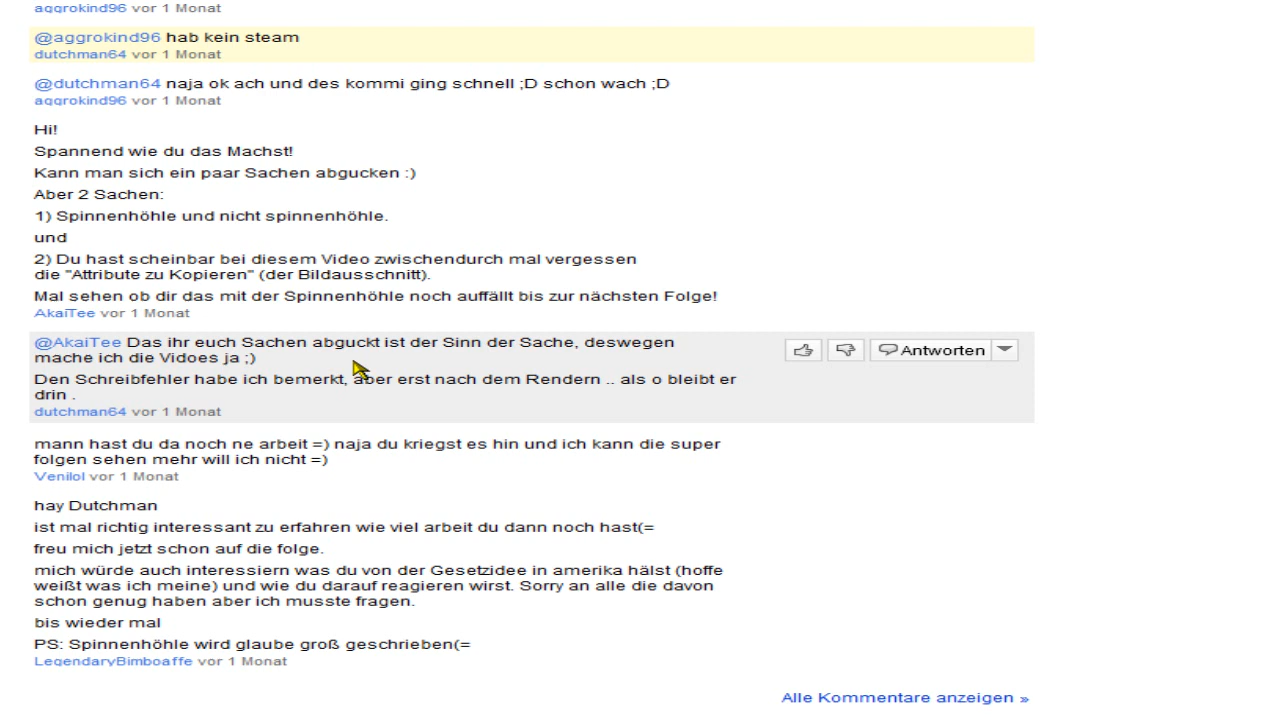 aggrokind96 vor 1 Monat
@aggrokind96 hab kein steam
dutchman64 vor 1 Monat
@dutchman64 naja ok ach und des kommi ging schnell ;D schon wach ;D
aggrokind96 vor 1 Monat
Hi!
Spannend wie du das Machst!
Kann man sich ein paar Sachen abgucken :)
Aber 2 Sachen:
1) Spinnenhöhle und nicht spinnenhöhle.
und
2) Du hast scheinbar bei diesem Video zwischendurch mal vergessen
die "Attribute zu Kopieren" (der Bildausschnitt).
Mal sehen ob dir das mit der Spinnenhöhle noch auffällt bis zur nächsten Folge!
AkaiTee vor 1 Monat
@AkaiTee Das ihr euch Sachen abguckt ist der Sinn der Sache, deswegen
mache ich die Vidoes ja ;)
Antworten
Den Schreibfehler habe ich bemerkt, aber erst nach dem Rendern .. als o bleibt er
drin .
dutchman64 vor 1 Monat
mann hast du da noch ne arbeit =) naja du kriegst es hin und ich kann die super
folgen sehen mehr will ich nicht =)
Venilol vor 1 Monat
hay Dutchman
ist mal richtig interessant zu erfahren wie viel arbeit du dann noch hast(=
freu mich jetzt schon auf die folge.
mich würde auch interessiern was du von der Gesetzidee in amerika hälst (hoffe
weißt was ich meine) und wie du darauf reagieren wirst. Sorry an alle die davon
schon genug haben aber ich musste fragen.
bis wieder mal
PS: Spinnenhöhle wird glaube groß geschrieben(=
LegendaryBimboaffe vor 1 Monat
Alle Kommentare anzeigen »